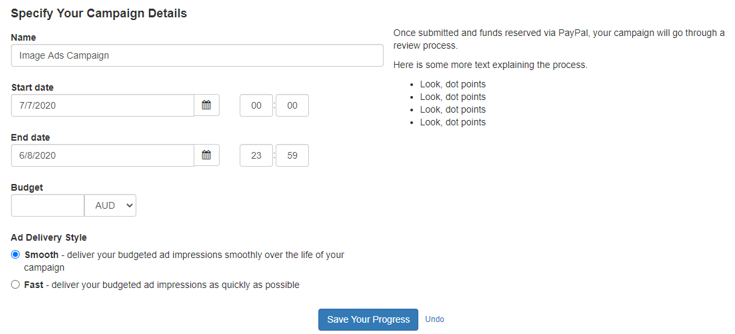 Specify Your Campaign Details
Name
Image Ads Campaign
Start date
7/7/2020 00 : 00
End date
6/8/2020 23 : 59
Budget
AUD
Ad Delivery Style
Smooth - deliver your budgeted ad impressions smoothly over the life of your
campaign
Fast - deliver your budgeted ad impressions as quickly as possible
Once submitted and funds reserved via PayPal, your campaign will go through a
review process.
Here is some more text explaining the process.
• Look, dot points
• Look, dot points
• Look, dot points
• Look, dot points
Save Your Progress Undo